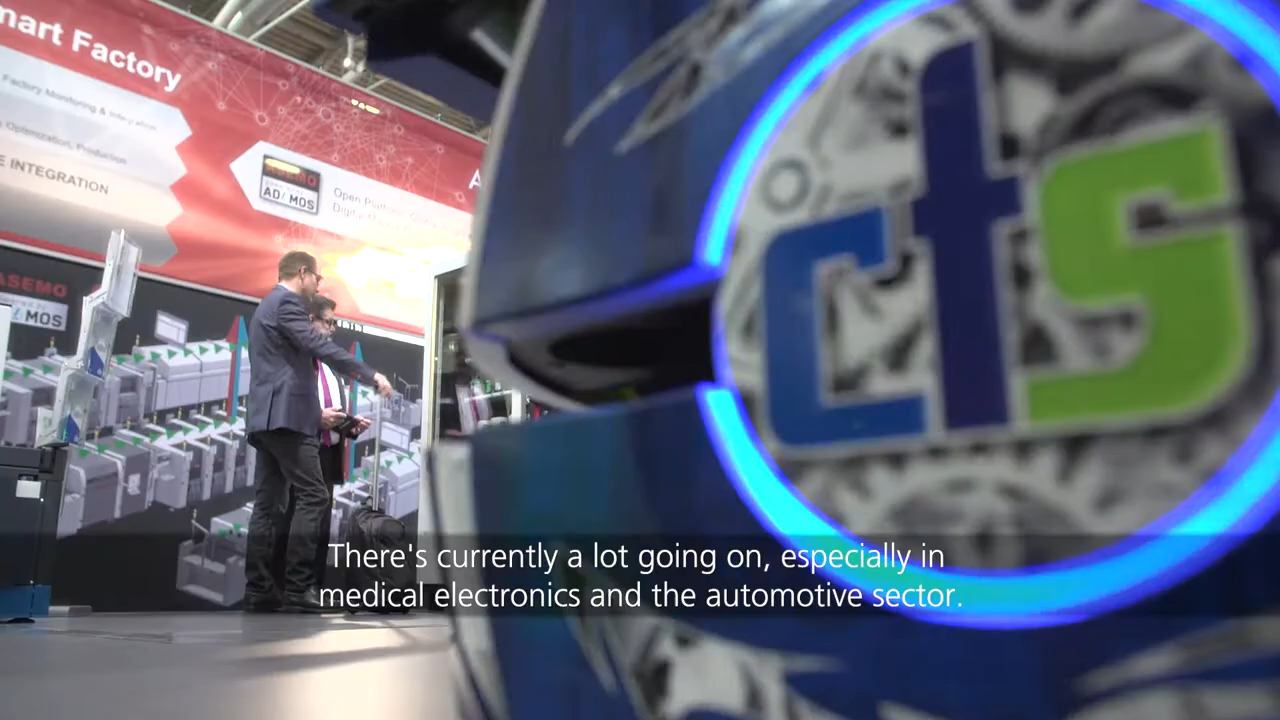 mart Factory
Factory Monitoring & Integration
Optimization, Production
E INTEGRATION
ASEMO
AD/MOS
Open
Digital
A
ASEMO
MOS
cts
There's currently a lot going on, especially in
medical electronics and the automotive sector.